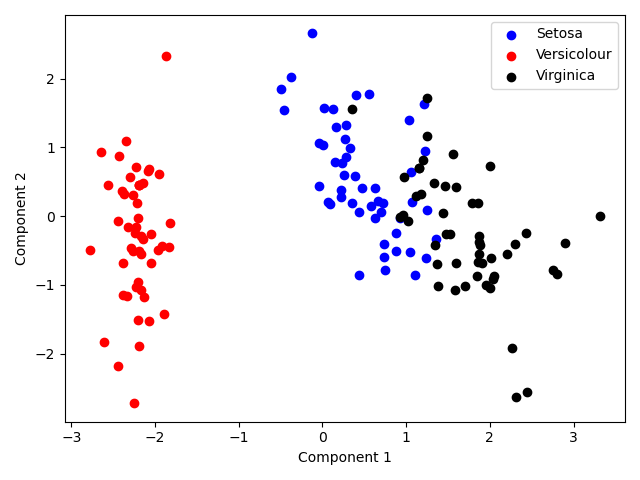 Setosa
Versicolour
Virginica
2
1
0
−1
−2
Component 2
−3
−2
−1
0
1
2
3
Component 1